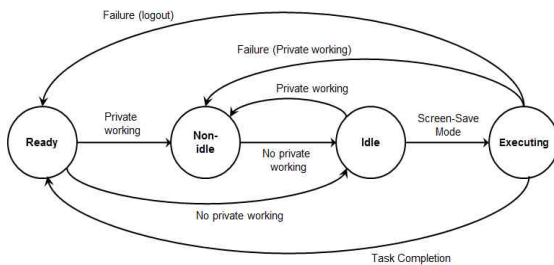 Failure (logout)
Failure (Private working)
Private working
Private
working
Screen-Save
Mode
Ready
Non-
idle
Idle
Executing
No private
working
No private working
Task Completion